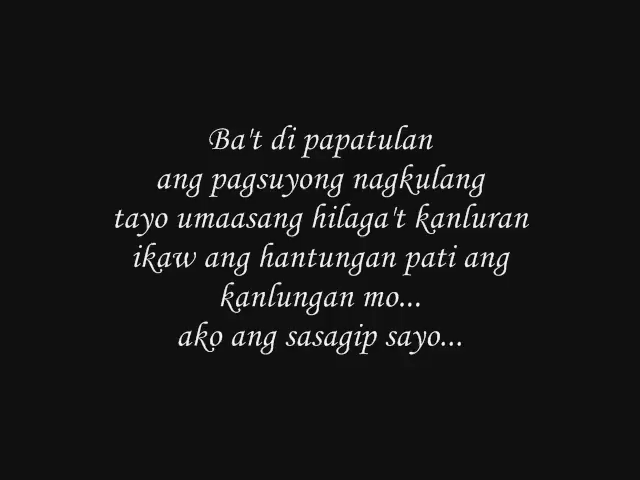 Ba't di papatulan
ang pagsuyong nagkulang
tayo umaasang hilaga't kanluran
ikaw ang hantungan pati ang
kanlungan mo...
ako ang sasagip sayo...